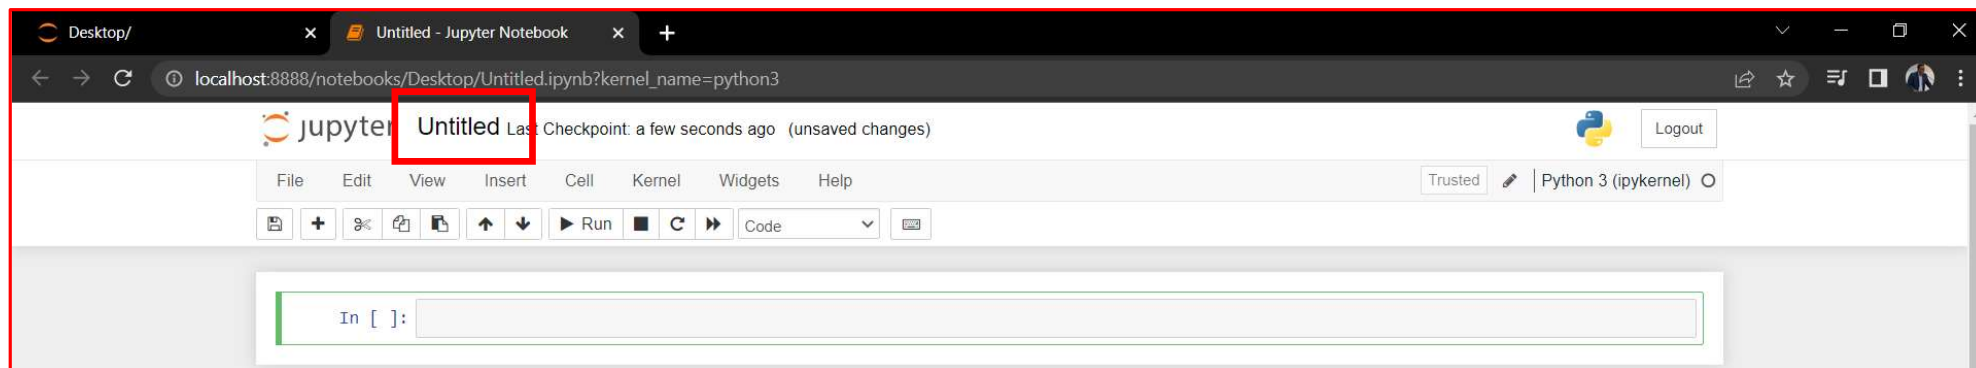 Desktop/ Untitled - Jupyter Notebook
localhost:8888/notebooks/Desktop/Untitled.ipynb?kernel_name=python3
jupyter Untitled Last Checkpoint: a few seconds ago (unsaved changes) Logout
File Edit View Insert Cell Kernel Widgets Help Trusted Python 3 (ipykernel)
Run Code
In [ ]: